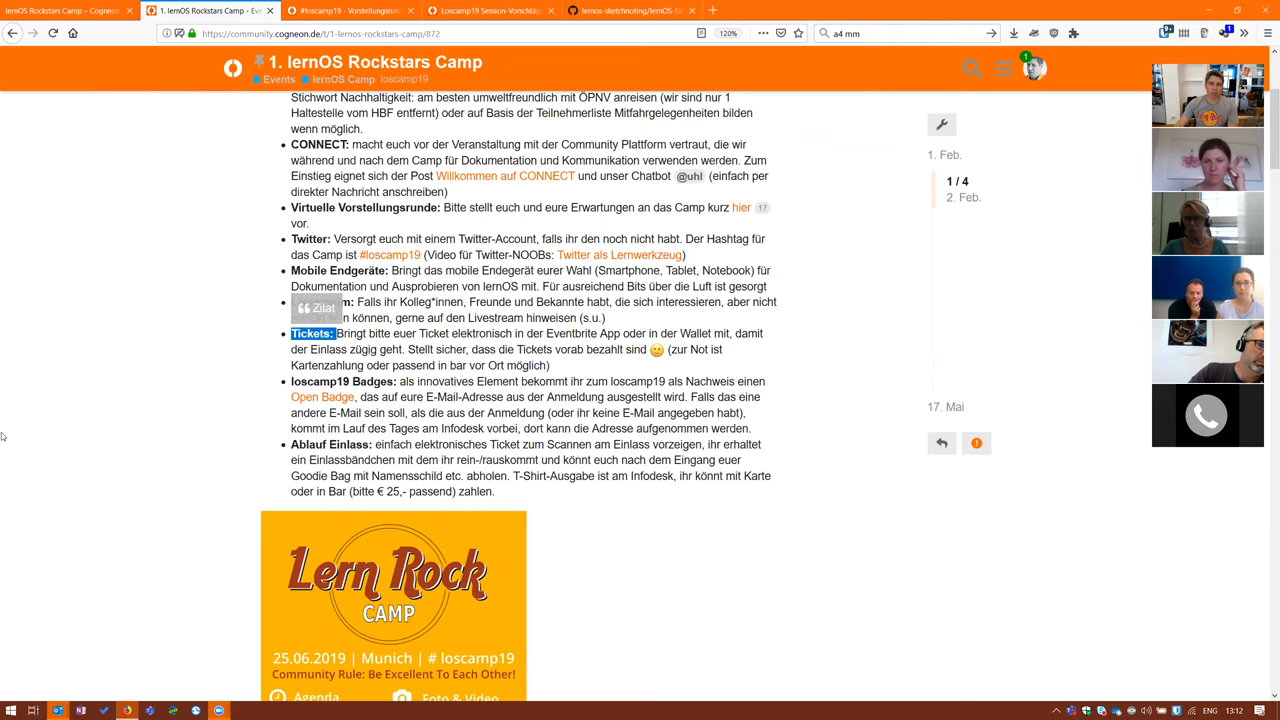 lernOS Rockstars Camp – Cogneon
1. lernOS Rockstars Camp - Eve
#loscamp19 - Vorstellungsrun
Loscamp19 Session-Vorschläge
lernos-sketchnoting/lernOS-Sk
https://community.cogneon.de/t/1-lernos-rockstars-camp/872
120%
a4 mm
1. lernOS Rockstars Camp
Events lernOS Camp loscamp19
1
Stichwort Nachhaltigkeit: am besten umweltfreundlich mit ÖPNV anreisen (wir sind nur 1
Haltestelle vom HBF entfernt) oder auf Basis der Teilnehmerliste Mitfahrgelegenheiten bilden
wenn möglich.
CONNECT: macht euch vor der Veranstaltung mit der Community Plattform vertraut, die wir
während und nach dem Camp für Dokumentation und Kommunikation verwenden werden. Zum
Einstieg eignet sich der Post Willkommen auf CONNECT und unser Chatbot @uhl (einfach per
direkter Nachricht anschreiben)
Virtuelle Vorstellungsrunde: Bitte stellt euch und eure Erwartungen an das Camp kurz hier 17
vor.
Twitter: Versorgt euch mit einem Twitter-Account, falls ihr den noch nicht habt. Der Hashtag für
das Camp ist #loscamp19 (Video für Twitter-NOOBs: Twitter als Lernwerkzeug)
Mobile Endgeräte: Bringt das mobile Endegerät eurer Wahl (Smartphone, Tablet, Notebook) für
Dokumentation und Ausprobieren von lernOS mit. Für ausreichend Bits über die Luft ist gesorgt
Falls ihr Kolleg*innen, Freunde und Bekannte habt, die sich interessieren, aber nicht
Zitat
können, gerne auf den Livestream hinweisen (s.u.)
Tickets: Bringt bitte euer Ticket elektronisch in der Eventbrite App oder in der Wallet mit, damit
der Einlass zügig geht. Stellt sicher, dass die Tickets vorab bezahlt sind (zur Not ist
Kartenzahlung oder passend in bar vor Ort möglich)
loscamp19 Badges: als innovatives Element bekommt ihr zum loscamp19 als Nachweis einen
Open Badge, das auf eure E-Mail-Adresse aus der Anmeldung ausgestellt wird. Falls das eine
andere E-Mail sein soll, als die aus der Anmeldung (oder ihr keine E-Mail angegeben habt),
kommt im Lauf des Tages am Infodesk vorbei, dort kann die Adresse aufgenommen werden.
Ablauf Einlass: einfach elektronisches Ticket zum Scannen am Einlass vorzeigen, ihr erhaltet
ein Einlassbändchen mit dem ihr rein-/rauskommt und könnt euch nach dem Eingang euer
Goodie Bag mit Namensschild etc. abholen. T-Shirt-Ausgabe ist am Infodesk, ihr könnt mit Karte
oder in Bar (bitte € 25,- passend) zahlen.
1. Feb.
1 / 4
2. Feb.
17. Mai
Lern Rock
CAMP
25.06.2019 | Munich | # loscamp19
Community Rule: Be Excellent To Each Other!
Agenda
Foto & Video
ENG
13:12